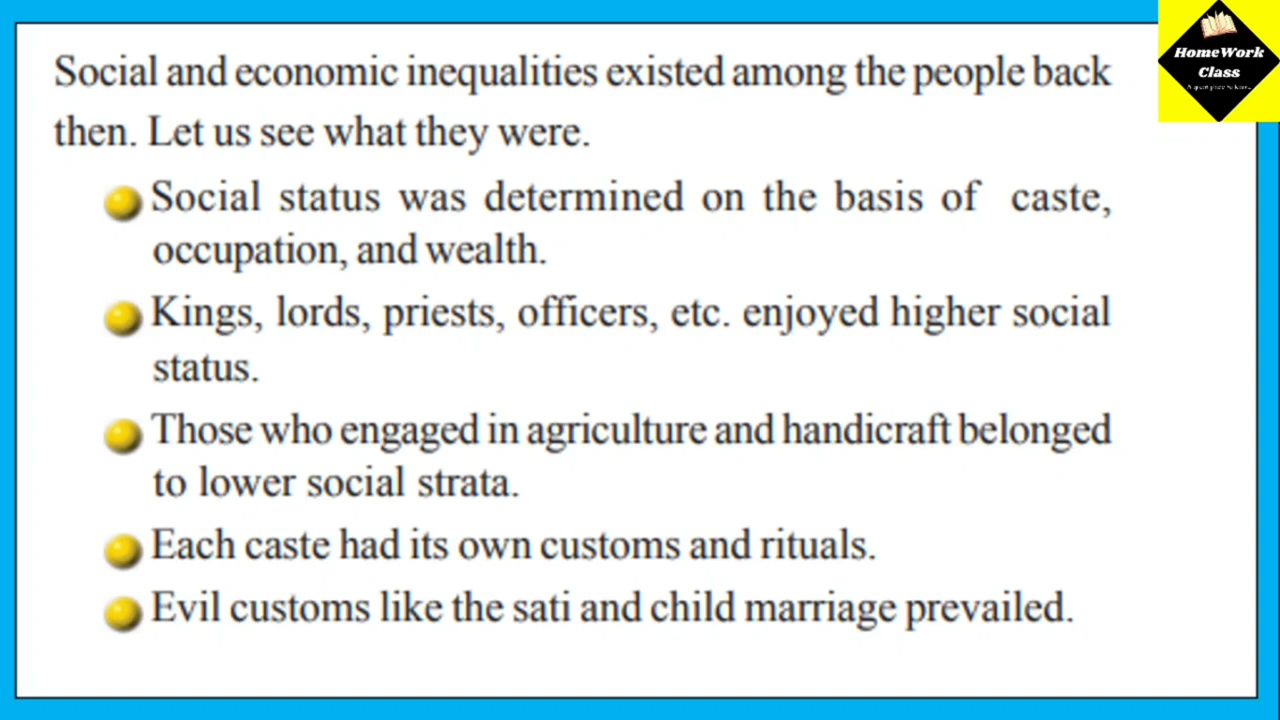 Social and economic inequalities existed among the people back
then. Let us see what they were.
Social status was determined on the basis of caste,
occupation, and wealth.
Kings, lords, priests, officers, etc. enjoyed higher social
status.
Those who engaged in agriculture and handicraft belonged
to lower social strata.
Each caste had its own customs and rituals.
Evil customs like the sati and child marriage prevailed.
HomeWork
Class